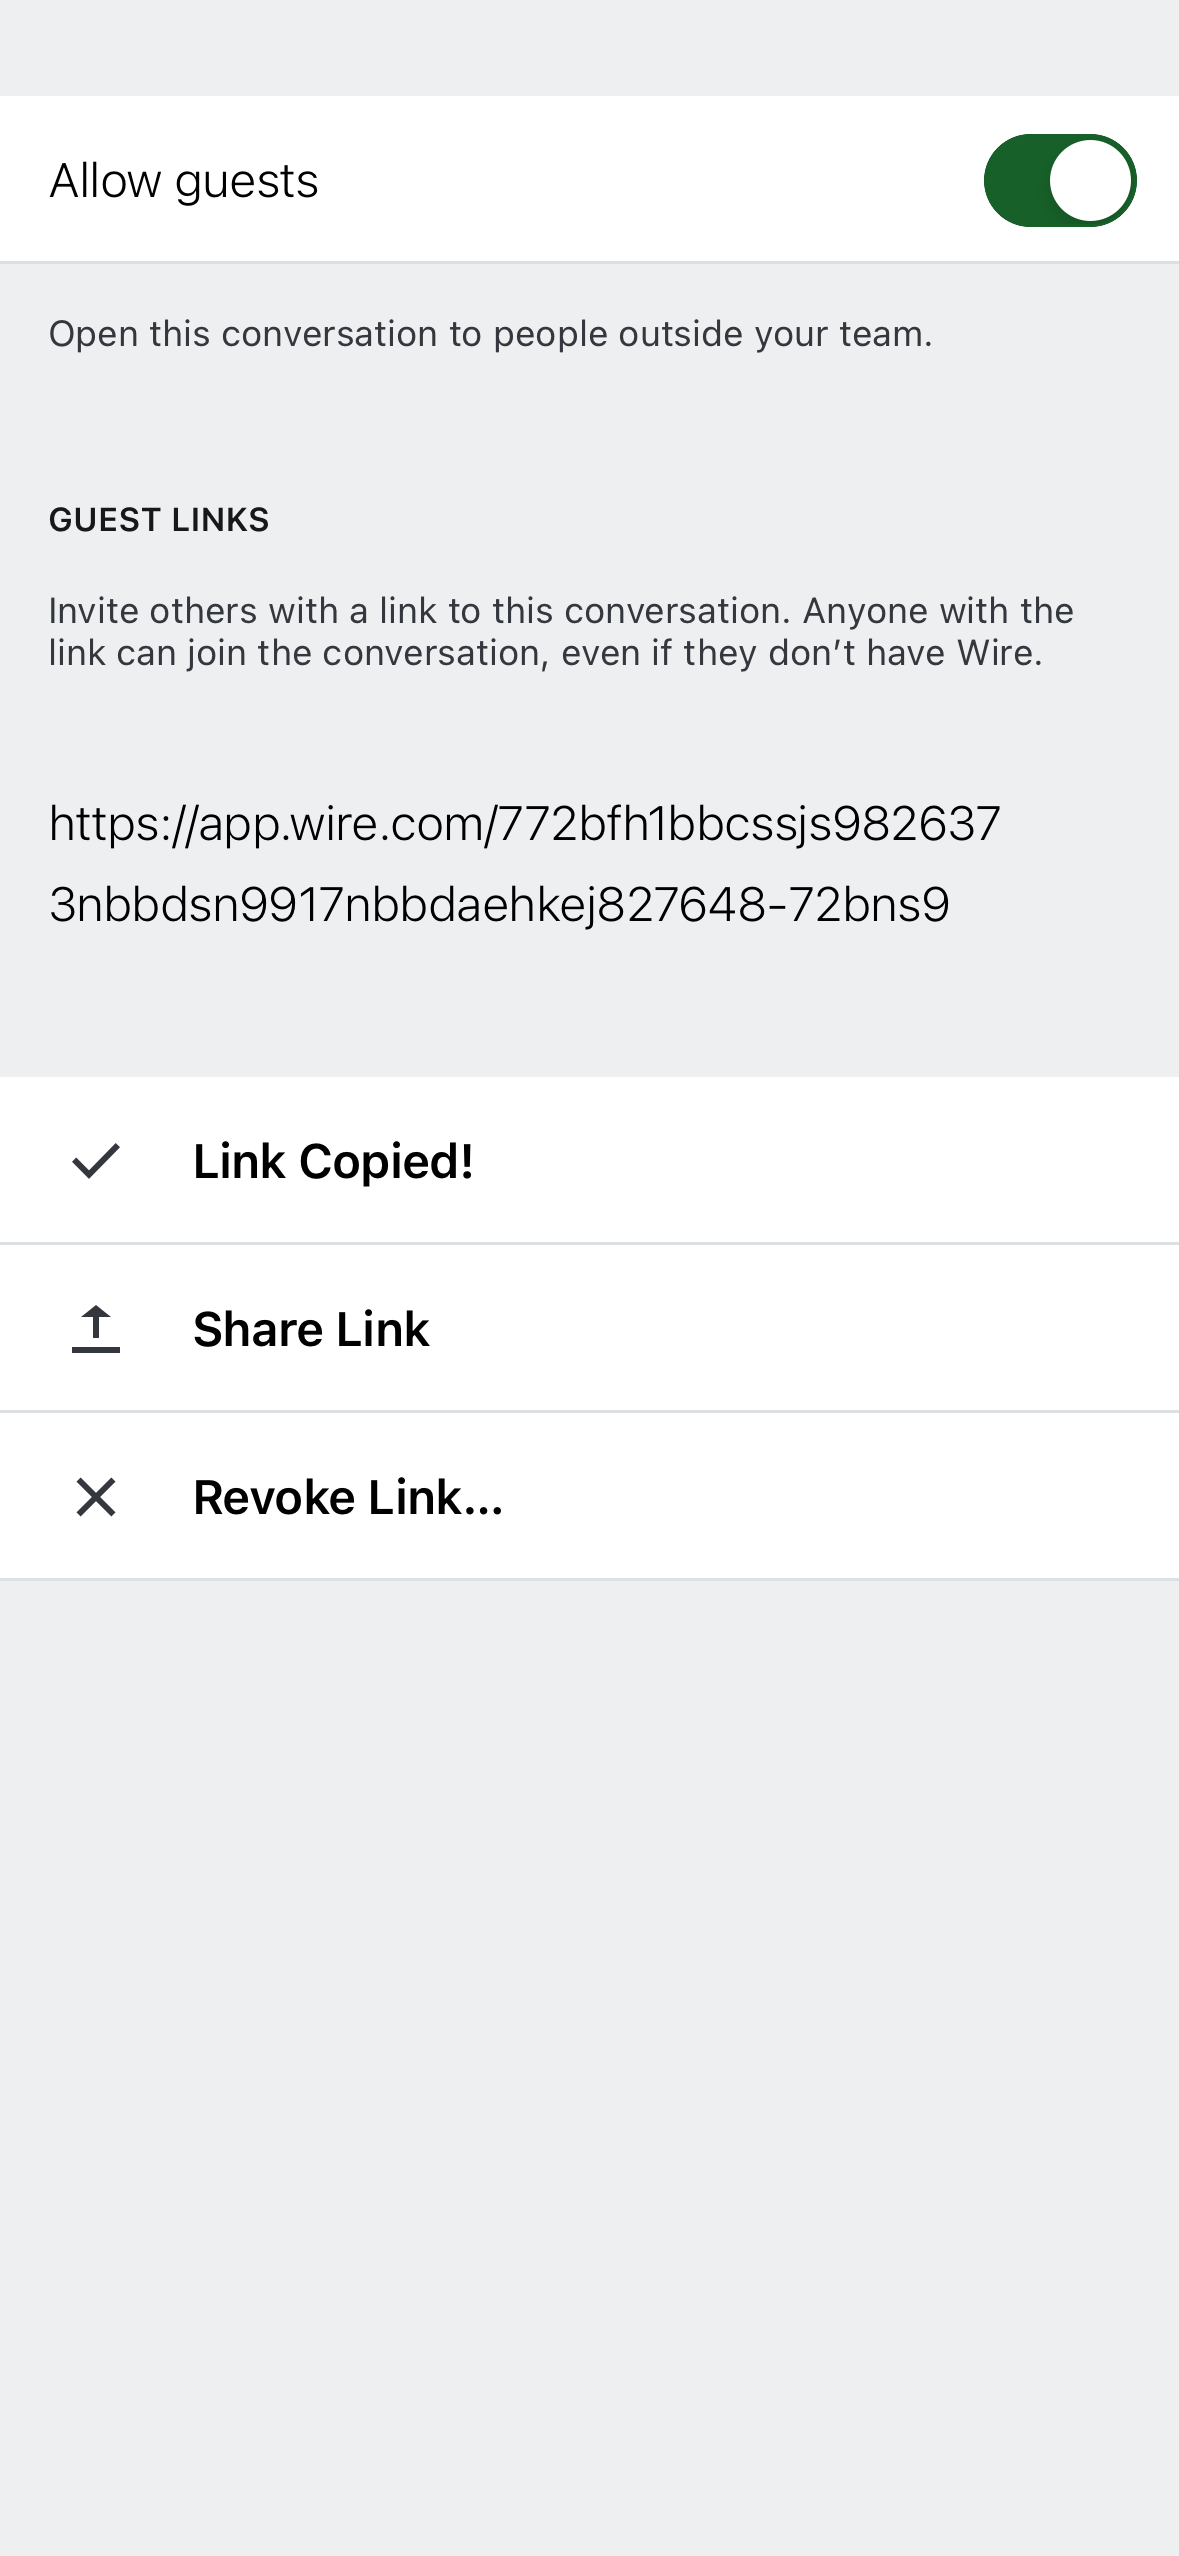 Allow guests
Open this conversation to people outside your team.
GUEST LINKS
Invite others with a link to this conversation. Anyone with the
link can join the conversation, even if they don’t have Wire.
https://app.wire.com/772bfh1bbcssjs982637
3nbbdsn9917nbbdaehkej827648-72bns9
Link Copied!
Share Link
Revoke Link...